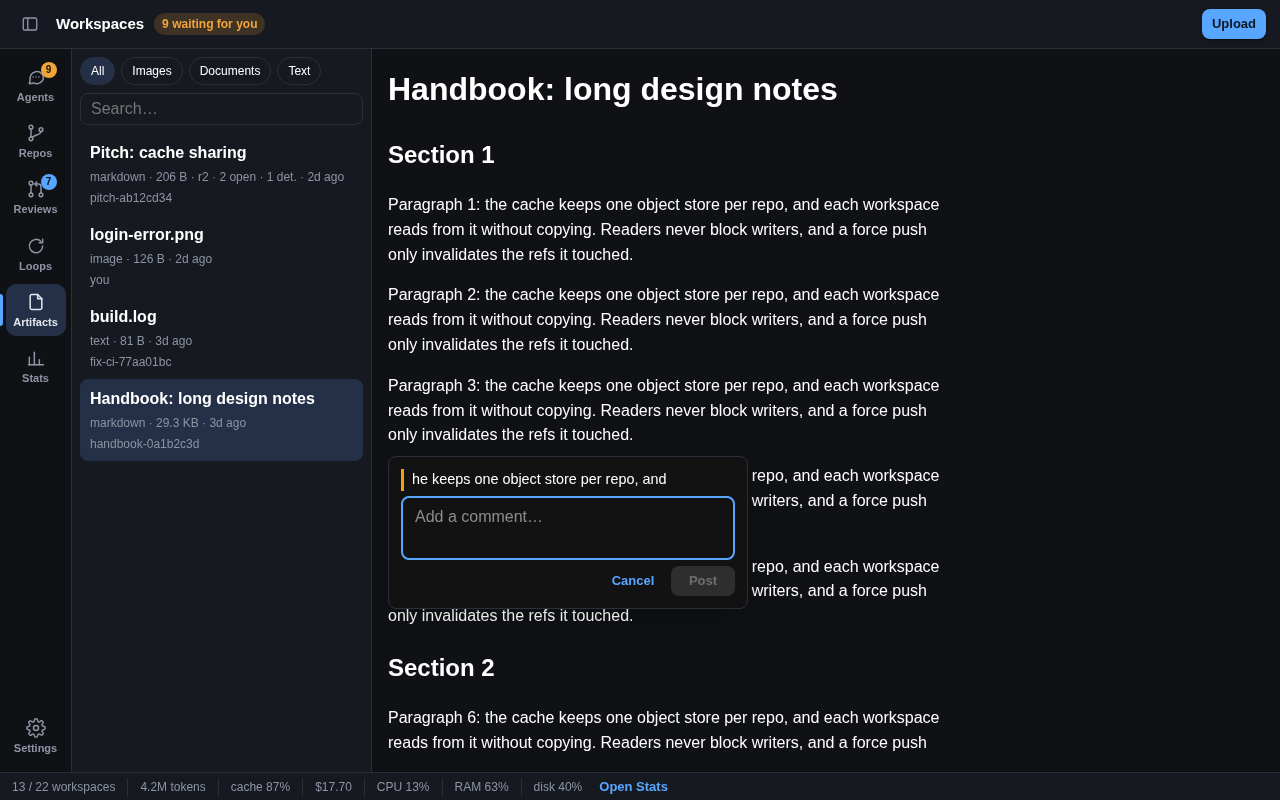 Workspaces
9 waiting for you
Upload
9
Agents
Repos
7
Reviews
Loops
Artifacts
Stats
Settings
All
Images
Documents
Text
Search…
Pitch: cache sharing
markdown · 206 B · r2 · 2 open · 1 det. · 2d ago
pitch-ab12cd34
login-error.png
image · 126 B · 2d ago
you
build.log
text · 81 B · 3d ago
fix-ci-77aa01bc
Handbook: long design notes
markdown · 29.3 KB · 3d ago
handbook-0a1b2c3d
Handbook: long design notes
Section 1
Paragraph 1: the cache keeps one object store per repo, and each workspace
reads from it without copying. Readers never block writers, and a force push
only invalidates the refs it touched.
Paragraph 2: the cache keeps one object store per repo, and each workspace
reads from it without copying. Readers never block writers, and a force push
only invalidates the refs it touched.
Paragraph 3: the cache keeps one object store per repo, and each workspace
reads from it without copying. Readers never block writers, and a force push
only invalidates the refs it touched.
repo, and each workspace
writers, and a force push
he keeps one object store per repo, and
Add a comment…
Cancel
Post
repo, and each workspace
writers, and a force push
only invalidates the refs it touched.
Section 2
Paragraph 6: the cache keeps one object store per repo, and each workspace
reads from it without copying. Readers never block writers, and a force push
13 / 22 workspaces
4.2M tokens
cache 87%
$17.70
CPU 13%
RAM 63%
disk 40%
Open Stats